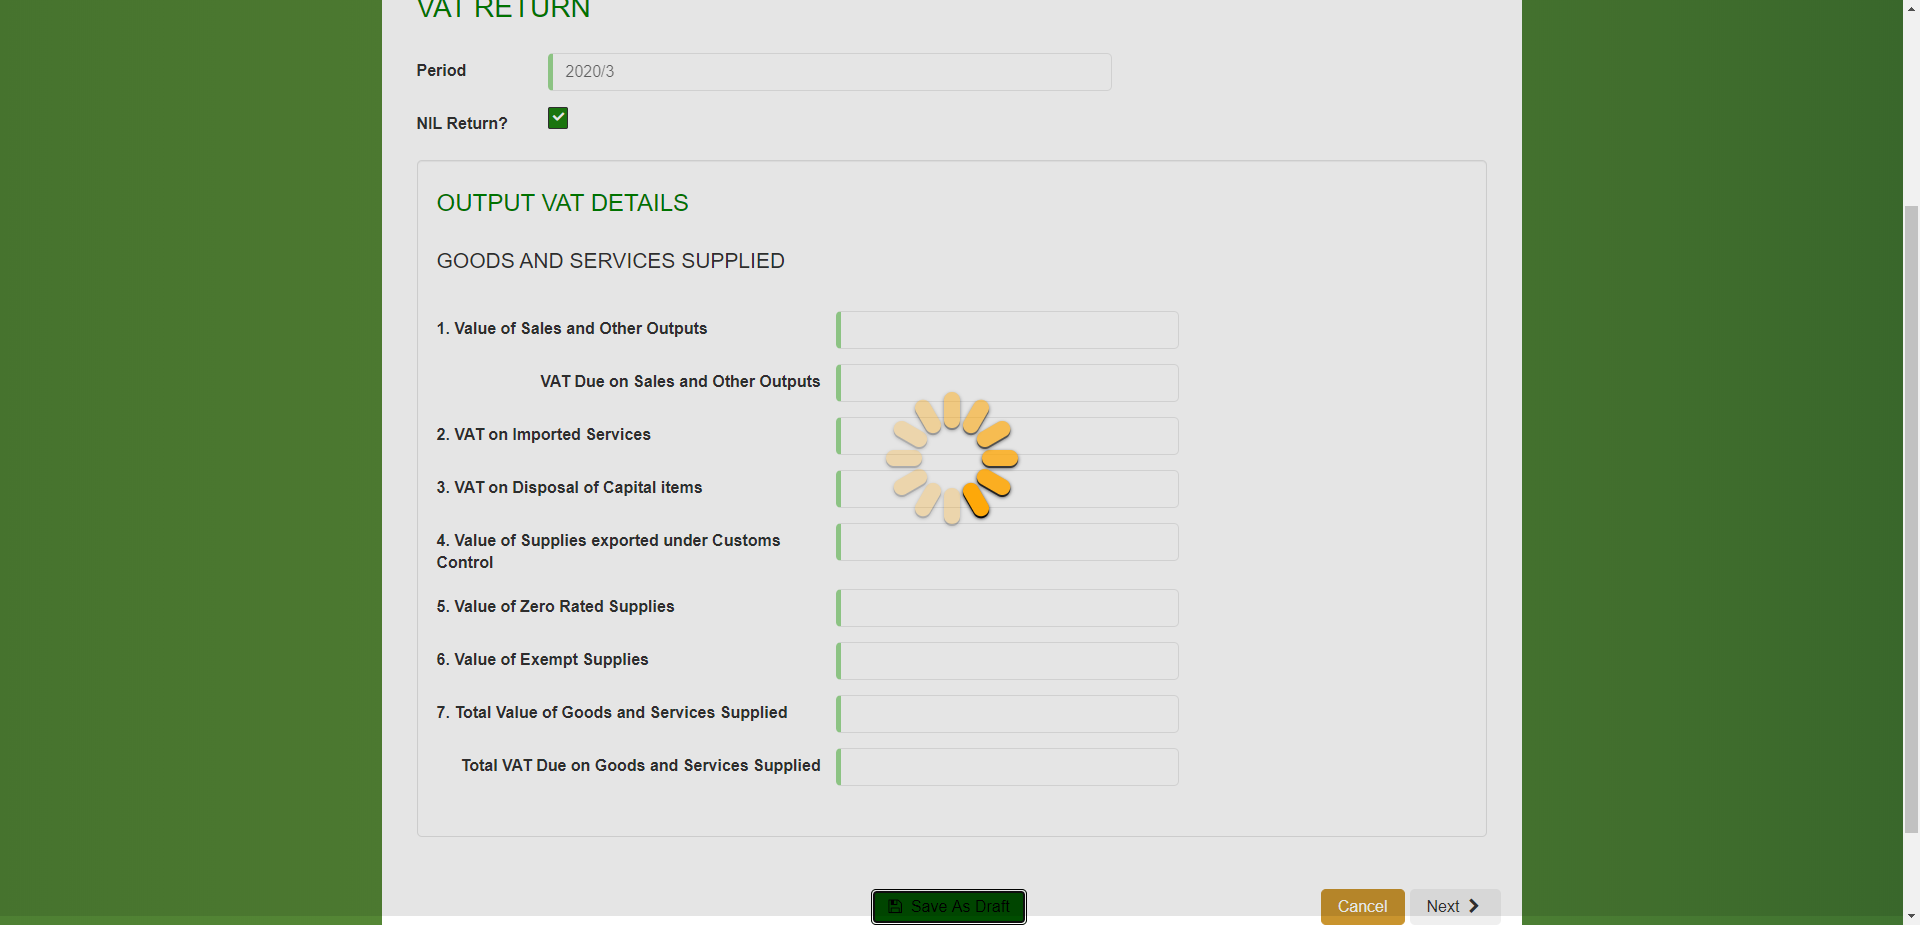 VAT RETURN
Period
2020/3
NIL Return?
OUTPUT VAT DETAILS
GOODS AND SERVICES SUPPLIED
1. Value of Sales and Other Outputs
VAT Due on Sales and Other Outputs
2. VAT on Imported Services
3. VAT on Disposal of Capital items
4. Value of Supplies exported under Customs
Control
5. Value of Zero Rated Supplies
6. Value of Exempt Supplies
7. Total Value of Goods and Services Supplied
Total VAT Due on Goods and Services Supplied
Save As Draft
Cancel
Next